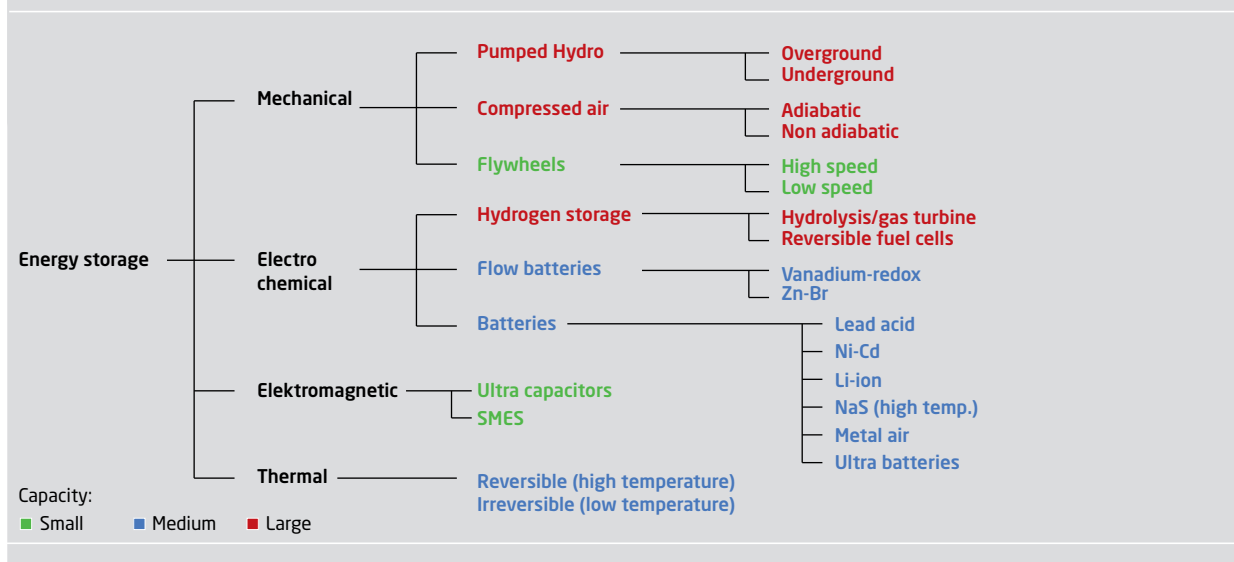 Pumped Hydro
Overground
Underground
Mechanical
Compressed air
Adiabatic
Non adiabatic
Flywheels
High speed
Low speed
Hydrogen storage
Hydrolysis/gas turbine
Reversible fuel cells
Energy storage
Electro
chemical
Flow batteries
Vanadium-redox
Zn-Br
Batteries
Lead acid
Ni-Cd
Li-ion
NaS (high temp.)
Metal air
Ultra batteries
Elektromagnetic
Ultra capacitors
SMES
Thermal
Reversible (high temperature)
Irreversible (low temperature)
Capacity:
Small
Medium
Large